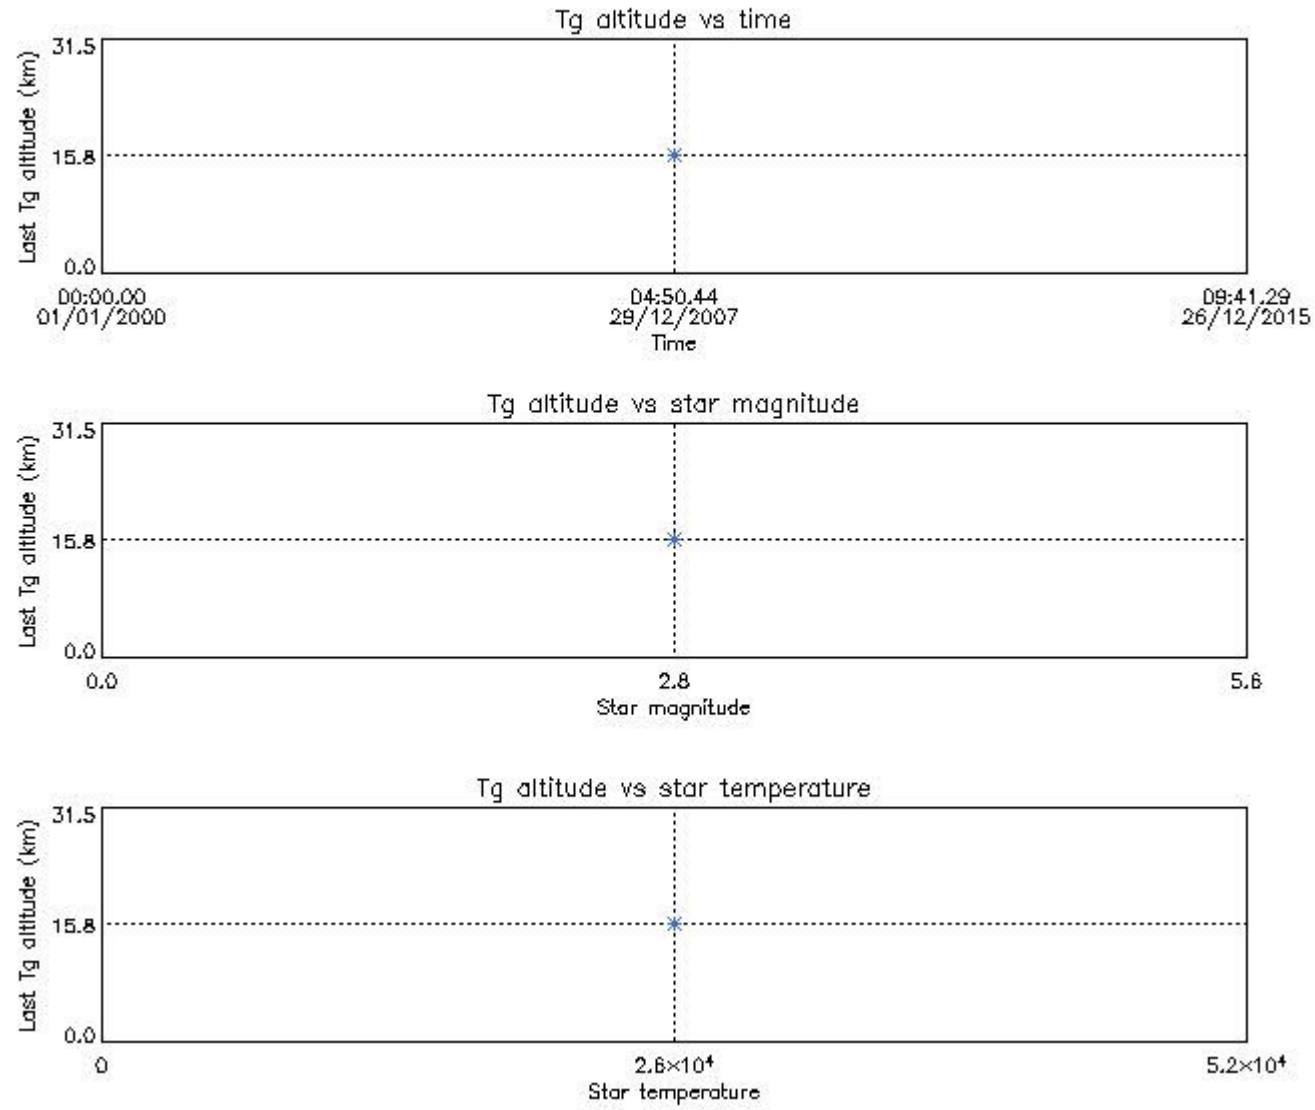 Tg altitude vs time
Last Tg altitude (km)
31.5
15.8
0.0
00:00.00
01/01/2000
04:50.44
29/12/2007
09:41.29
26/12/2015
Time
Tg altitude vs star magnitude
Last Tg altitude (km)
31.5
15.8
0.0
0.0
2.8
5.6
Star magnitude
Tg altitude vs star temperature
Last Tg altitude (km)
31.5
15.8
0.0
0
2.6×10⁴
5.2×10⁴
Star temperature